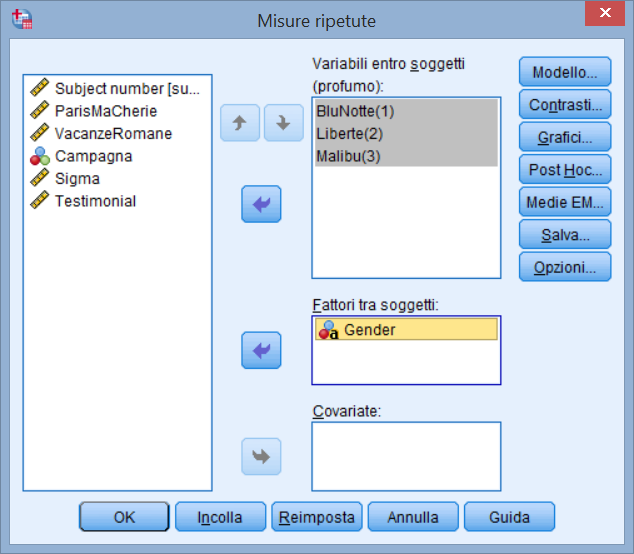 Misure ripetute
Subject number [su...
ParisMaCherie
VacanzeRomane
Campagna
Sigma
Testimonial
Variabili entro soggetti
(profumo):
BluNotte(1)
Liberte(2)
Malibu(3)
Fattori tra soggetti:
a Gender
Covariate:
Modello...
Contrasti...
Grafici...
Post Hoc...
Medie EM...
Salva...
Opzioni...
OK
Incolla
Reimposta
Annulla
Guida